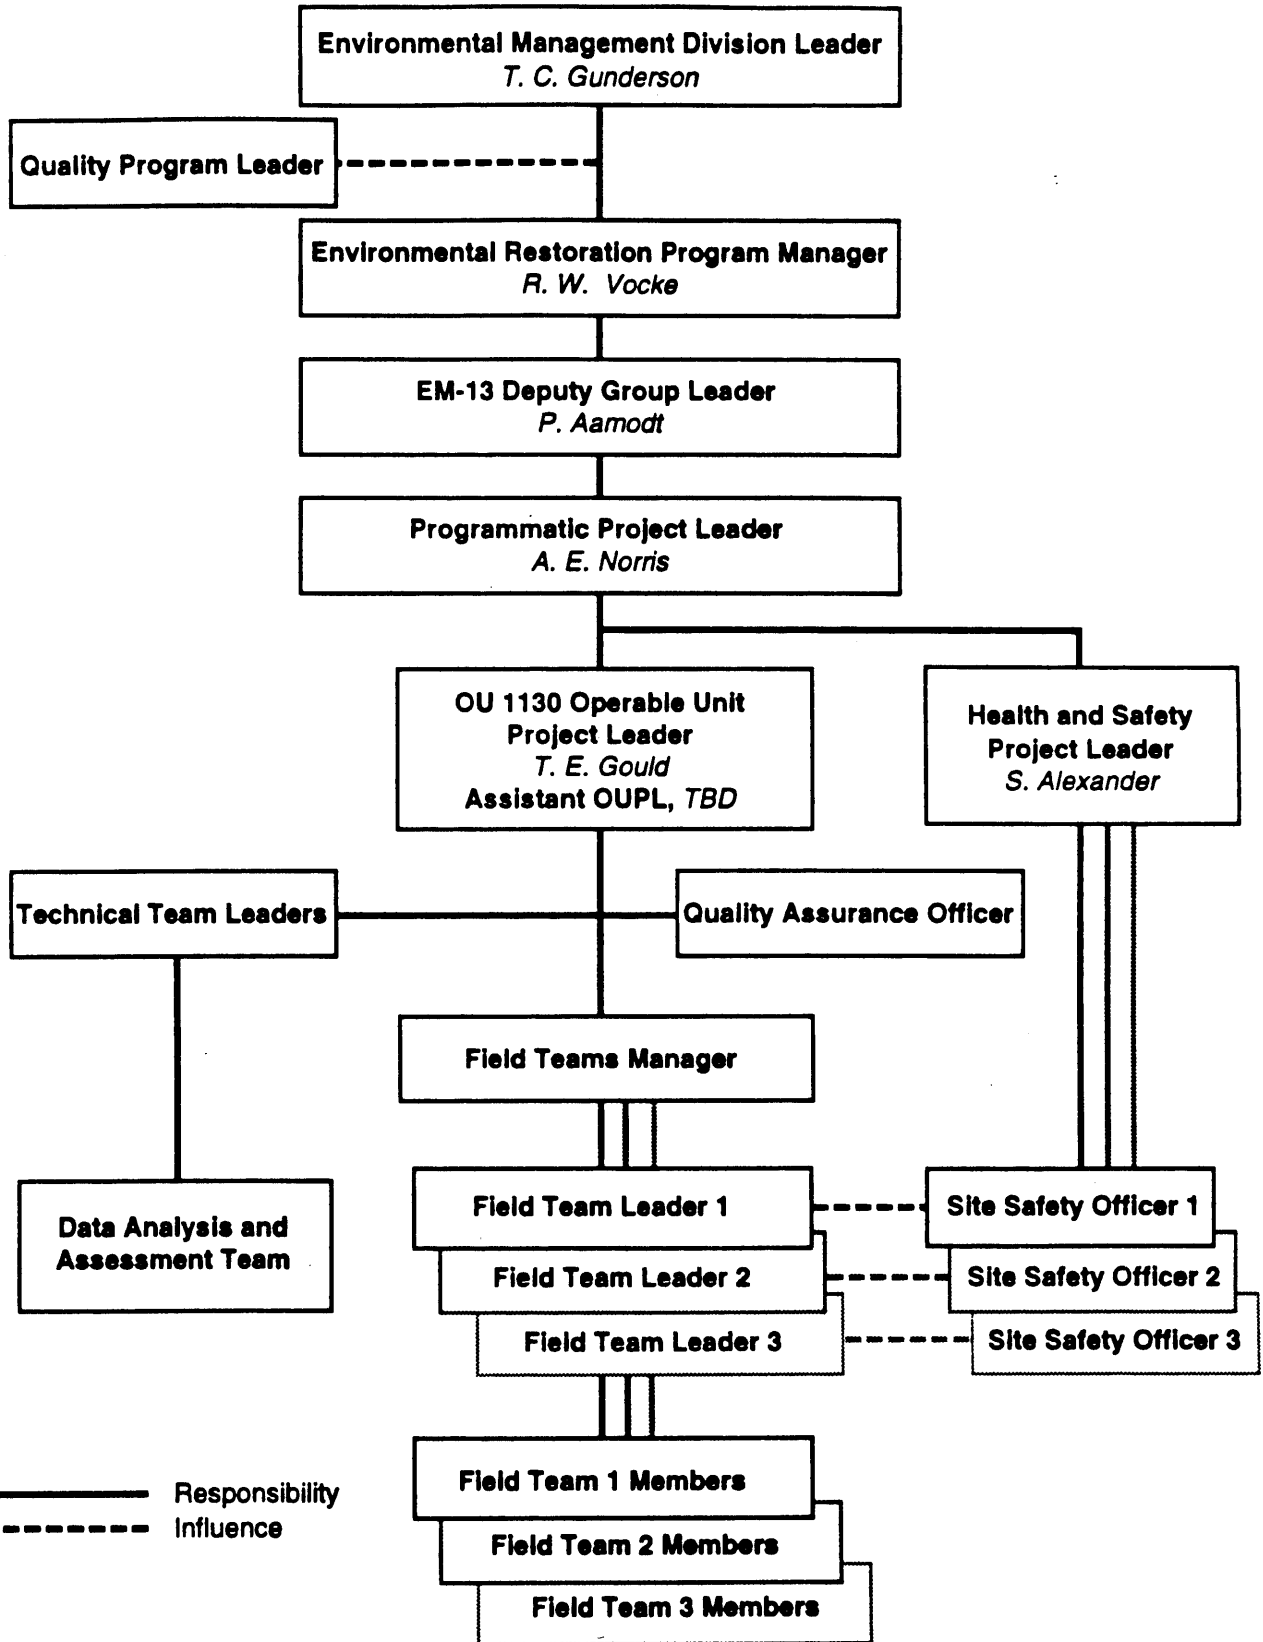 Environmental Management Division Leader
T. C. Gunderson
Quality Program Leader
Environmental Restoration Program Manager
R. W. Vocke
EM-13 Deputy Group Leader
P. Aamodt
Programmatic Project Leader
A. E. Norris
OU 1130 Operable Unit
Project Leader
T. E. Gould
Assistant OUPL, TBD
Health and Safety
Project Leader
S. Alexander
Technical Team Leaders
Quality Assurance Officer
Field Teams Manager
Data Analysis and
Assessment Team
Field Team Leader 1
Site Safety Officer 1
Field Team Leader 2
Site Safety Officer 2
Field Team Leader 3
Site Safety Officer 3
Field Team 1 Members
Field Team 2 Members
Field Team 3 Members
Responsibility
Influence